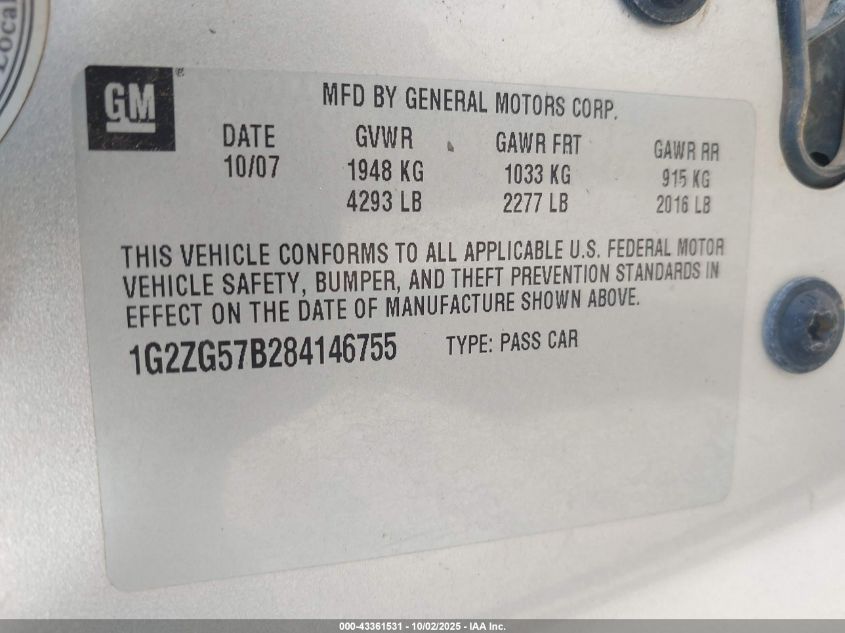 Local
GM
®
MFD BY GENERAL MOTORS CORP.
DATE GVWR GAWR FRT GAWR RR
10/07 1948 KG 1033 KG 915 KG
4293 LB 2277 LB 2016 LB
THIS VEHICLE CONFORMS TO ALL APPLICABLE U.S. FEDERAL MOTOR
VEHICLE SAFETY, BUMPER, AND THEFT PREVENTION STANDARDS IN
EFFECT ON THE DATE OF MANUFACTURE SHOWN ABOVE.
1G2ZG57B284146755 TYPE: PASS CAR
000-43361531 - 10/02/2025 - IAA Inc.